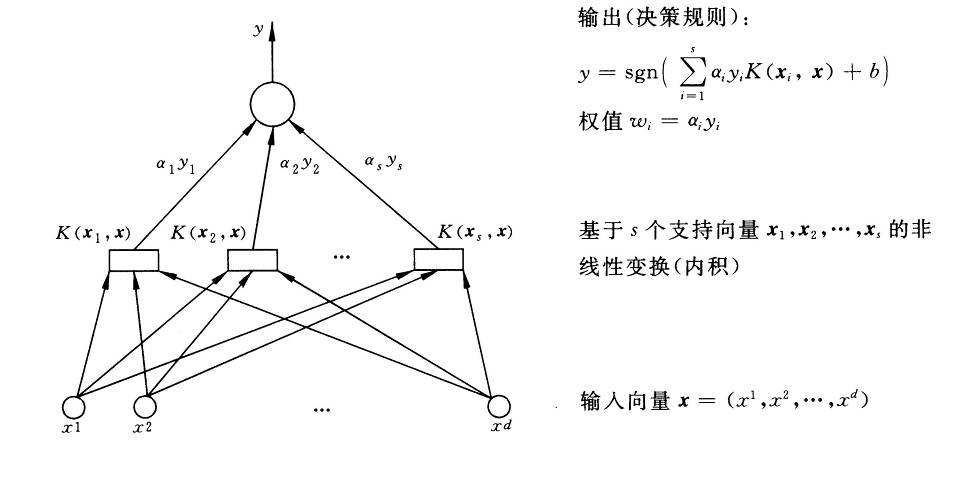 y
输出(决策规则):
y = sgn( ∑_{i=1}^{s} α_i y_i K(x_i, x) + b)
权值 w_i = α_i y_i
α_1 y_1
α_2 y_2
α_s y_s
K(x_1, x)
K(x_2, x)
K(x_s, x)
...
基于 s 个支持向量 x_1,x_2,⋯,x_s 的非
线性变换(内积)
...
x1
x2
xd
输入向量 x = (x^1,x^2,⋯,x^d)